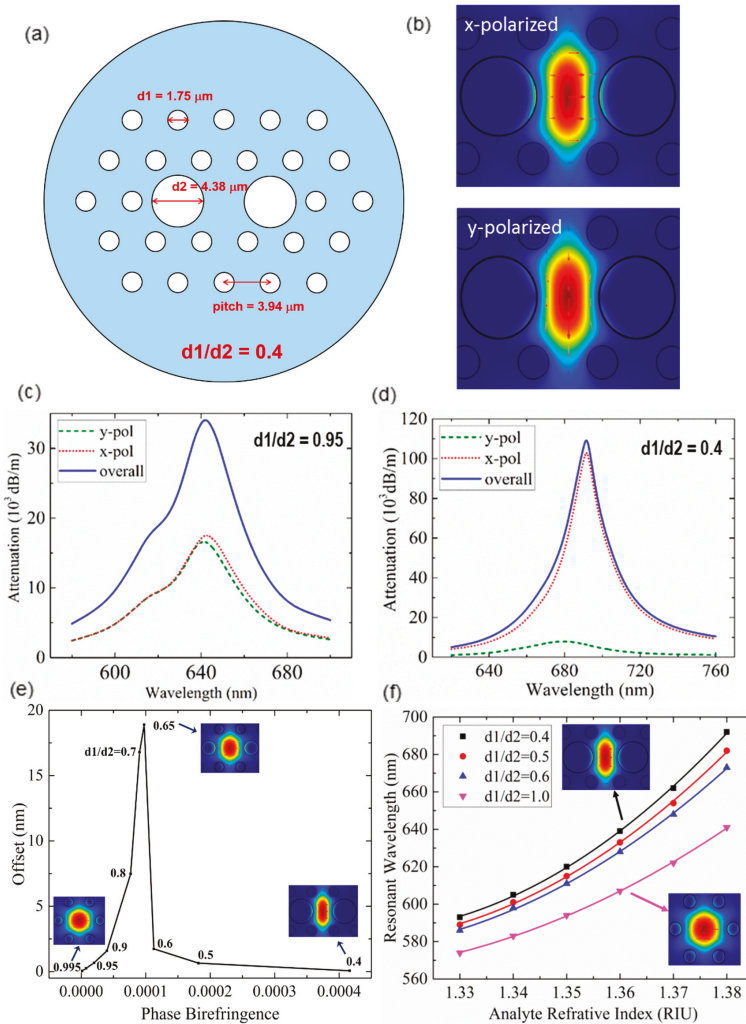 (a)
d1 = 1.75 μm
d2 = 4.38 μm
pitch = 3.94 μm
d1/d2 = 0.4
(b)
x-polarized
y-polarized
(c)
y-pol
x-pol
overall
d1/d2 = 0.95
30
20
10
0
Attenuation (10³ dB/m)
600 640 680
Wavelength (nm)
(d)
y-pol
x-pol
overall
d1/d2 = 0.4
120
100
80
60
40
20
0
Attenuation (10³dB/m)
640 680 720 760
Wavelength (nm)
(e)
20
15
10
5
0
Offset (nm)
d1/d2=0.7
0.65
0.8
0.9
0.95
0.995
0.6
0.5
0.4
0.0000 0.0001 0.0002 0.0003 0.0004
Phase Birefringence
(f)
d1/d2=0.4
d1/d2=0.5
d1/d2=0.6
d1/d2=1.0
700
680
660
640
620
600
580
560
Resonant Wavelength (nm)
1.33 1.34 1.35 1.36 1.37 1.38
Analyte Refrative Index (RIU)